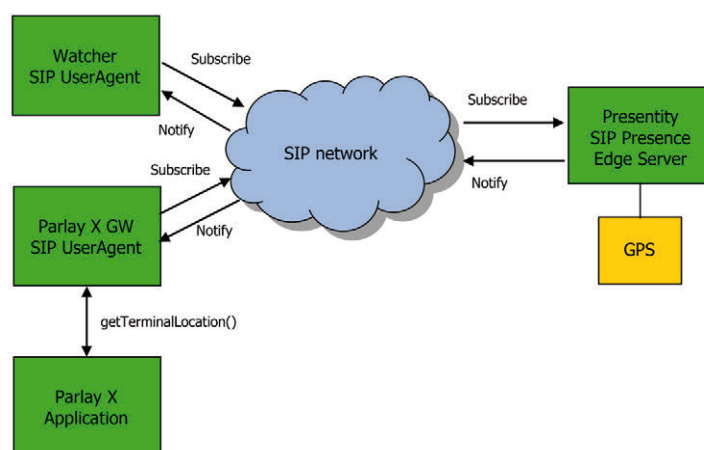 Watcher
SIP UserAgent
Subscribe
Notify
SIP network
Subscribe
Notify
Presentity
SIP Presence
Edge Server
GPS
Subscribe
Notify
Parlay X GW
SIP UserAgent
getTerminalLocation()
Parlay X
Application